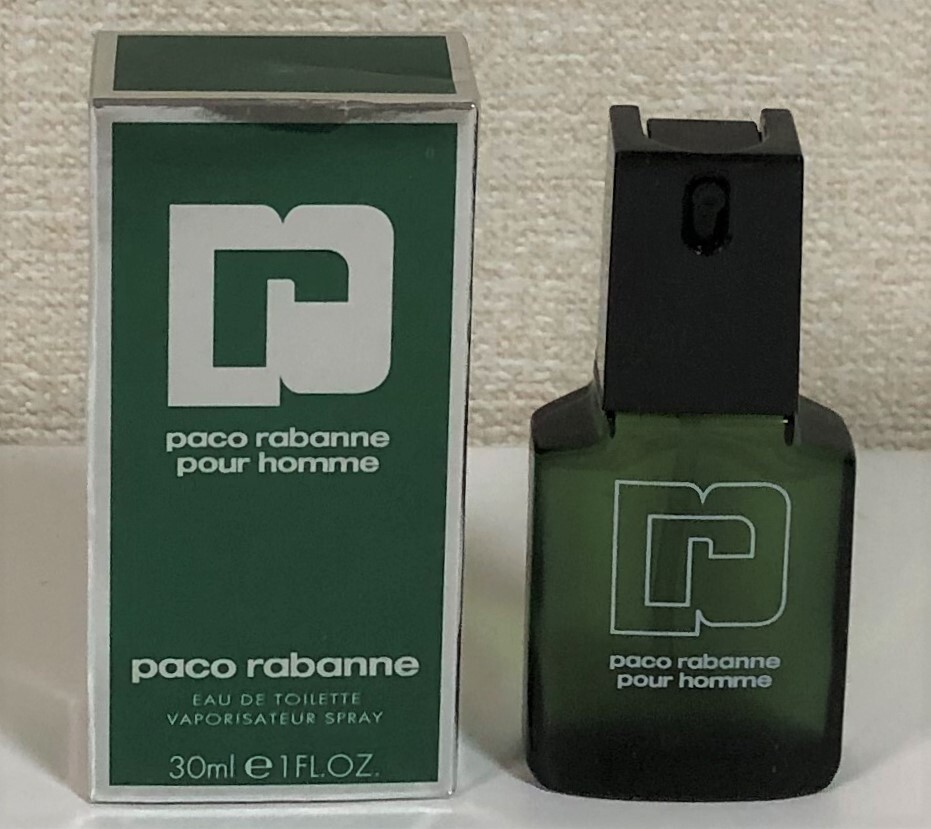 paco rabanne
pour homme
paco rabanne
EAU DE TOILETTE
VAPORISATEUR SPRAY
30ml e 1FL.OZ.
paco rabanne
pour homme